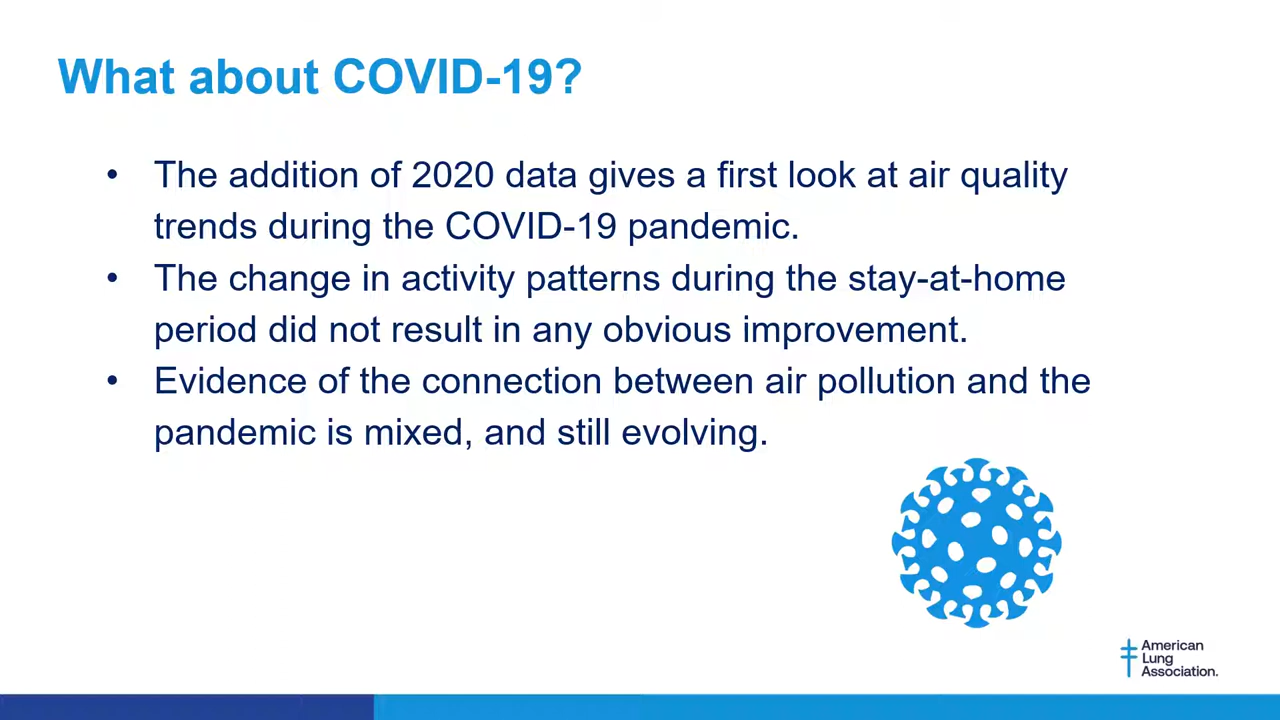 What about COVID-19?
• The addition of 2020 data gives a first look at air quality
trends during the COVID-19 pandemic.
• The change in activity patterns during the stay-at-home
period did not result in any obvious improvement.
• Evidence of the connection between air pollution and the
pandemic is mixed, and still evolving.
American
Lung
Association.